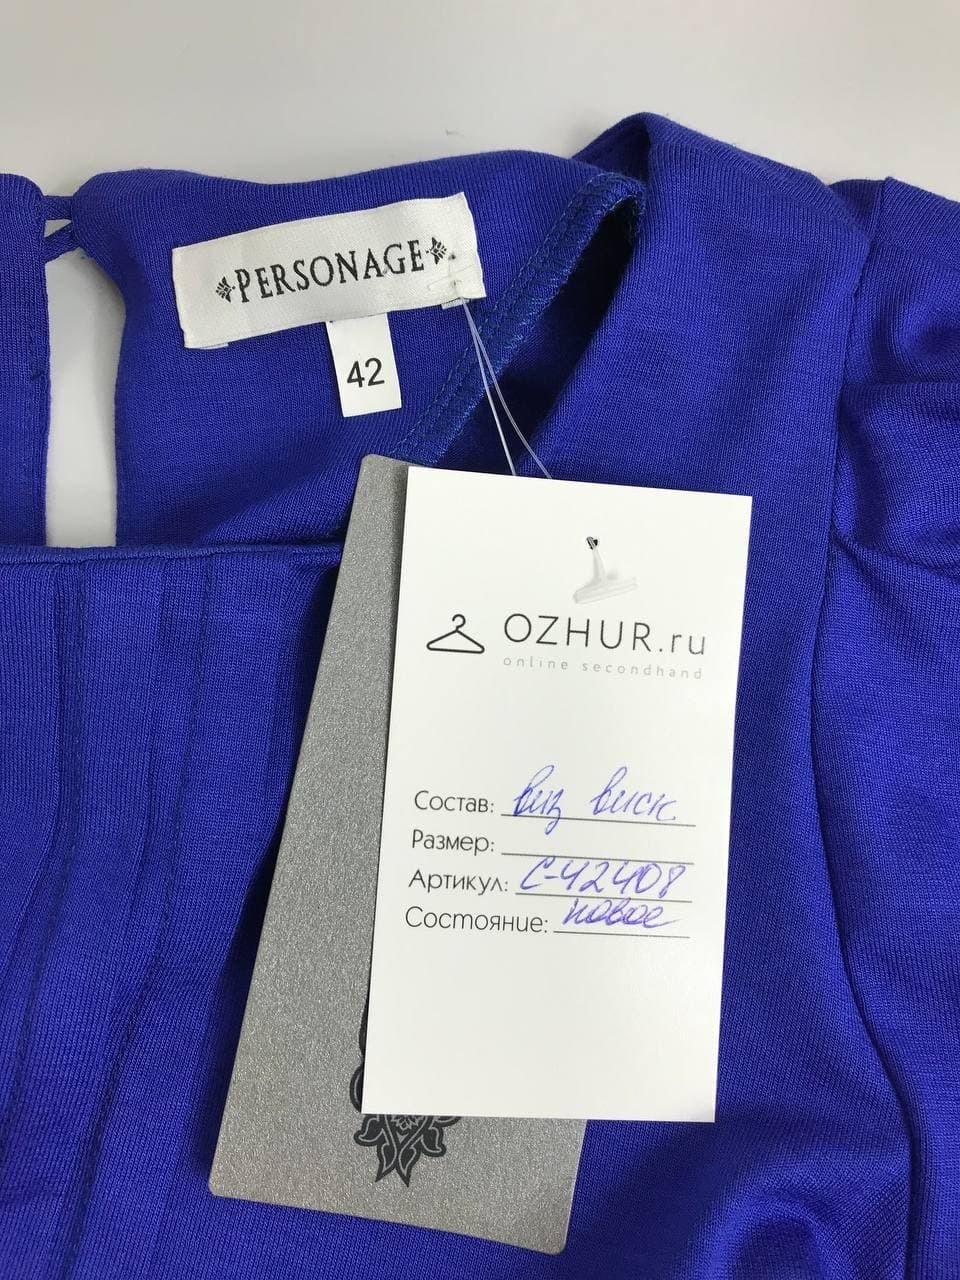 PERSONAGE
42
OZHUR.ru
online secondhand
Состав: виз виск
Размер:
Артикул: С-42408
Состояние: новое